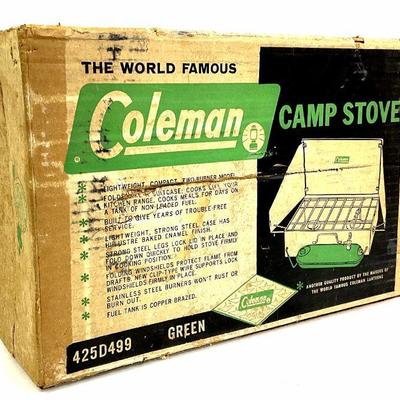 THE WORLD FAMOUS
Coleman
®
CAMP STOVE
Coleman
* LIGHTWEIGHT, COMPACT, TWO-BURNER MODEL
FOLDS LIKE SUITCASE, COOKS LIKE YOUR
KITCHEN RANGE. COOKS MEALS FOR DAYS ON
A TANK OF NON-LEADED FUEL.
* BUILT TO GIVE YEARS OF TROUBLE-FREE
SERVICE.
* LIGHTWEIGHT, STRONG STEEL CASE HAS
HI-LUSTRE BAKED ENAMEL FINISH.
* STRONG STEEL LEGS LOCK LID IN PLACE AND
FOLD DOWN QUICKLY TO HOLD STOVE FIRMLY
IN COOKING POSITION.
* FOLDING WINDSHIELDS PROTECT FLAME FROM
DRAFTS. NEW CLIP-TYPE WIRE SUPPORTS LOCK
WINDSHIELDS FIRMLY IN PLACE.
* STAINLESS STEEL BURNERS WON'T RUST OR
BURN OUT.
* FUEL TANK IS COPPER BRAZED.
Coleman
* ANOTHER QUALITY PRODUCT BY THE MAKERS OF
THE WORLD FAMOUS COLEMAN LANTERNS
425D499 GREEN